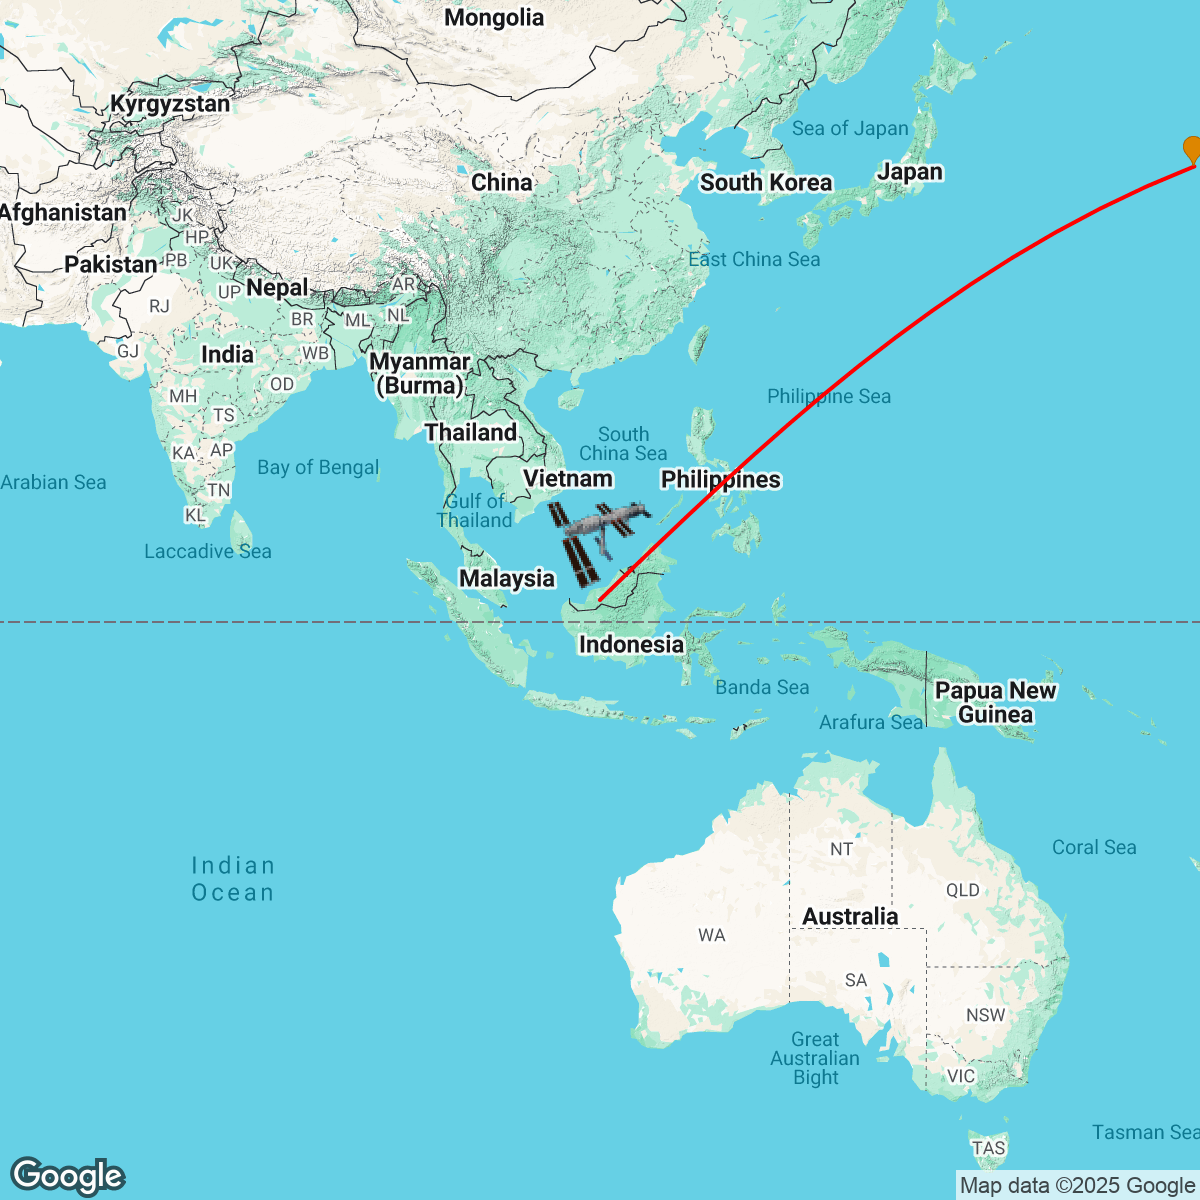 Mongolia
Kyrgyzstan
Sea of Japan
Japan
China
South Korea
Afghanistan
JK
HP
Pakistan
PB
UK
East China Sea
Nepal
AR
UP
RJ
BR
ML
NL
GJ
India
WB
Myanmar
(Burma)
OD
MH
Philippine Sea
TS
Thailand
South
China Sea
KA
AP
Bay of Bengal
Arabian Sea
Vietnam
Philippines
TN
Gulf of
Thailand
KL
Laccadive Sea
Malaysia
Indonesia
Banda Sea
Papua New
Guinea
Arafura Sea
NT
Coral Sea
Indian
Ocean
QLD
Australia
WA
SA
NSW
Great
Australian
Bight
VIC
Tasman Sea
TAS
Google
Map data ©2025 Google